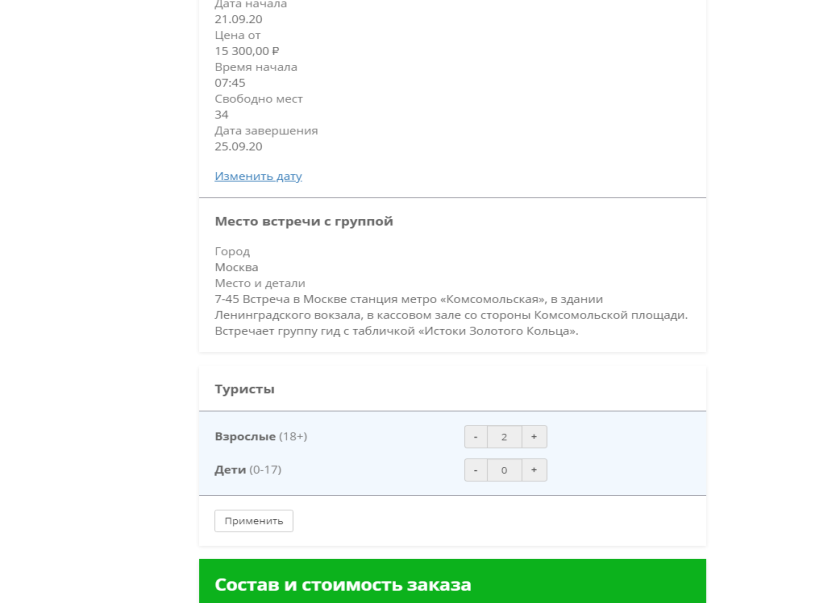 Дата начала
21.09.20
Цена от
15 300,00 ₽
Время начала
07:45
Свободно мест
34
Дата завершения
25.09.20
Изменить дату
Место встречи с группой
Город
Москва
Место и детали
7-45 Встреча в Москве станция метро «Комсомольская», в здании
Ленинградского вокзала, в кассовом зале со стороны Комсомольской площади.
Встречает группу гид с табличкой «Истоки Золотого Кольца».
Туристы
Взрослые (18+) - 2 +
Дети (0-17) - 0 +
Применить
Состав и стоимость заказа